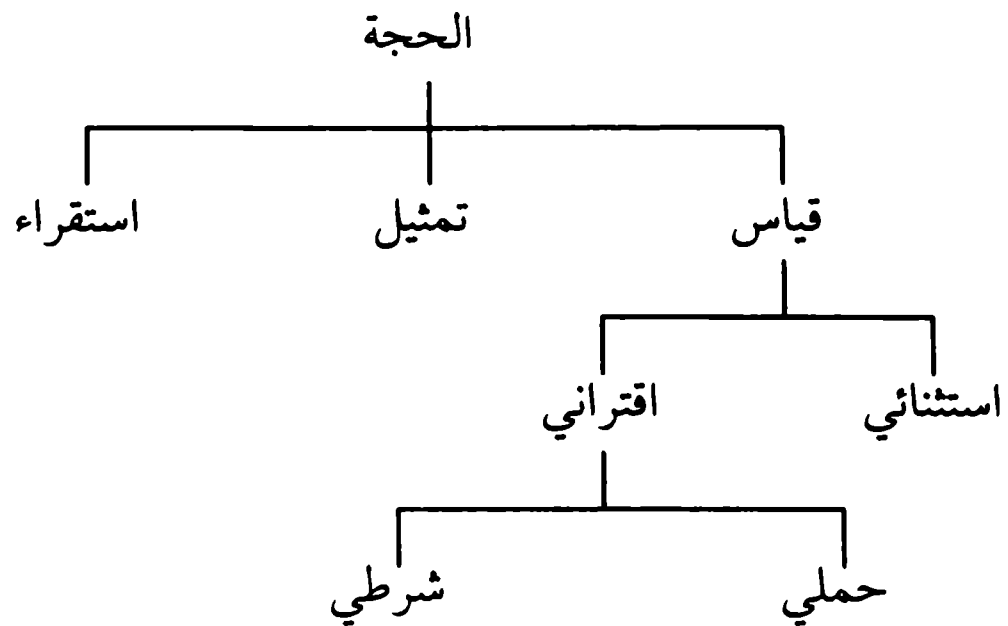 الحجة
قياس تمثيل استقراء
استثنائي اقتراني
حملي شرطي